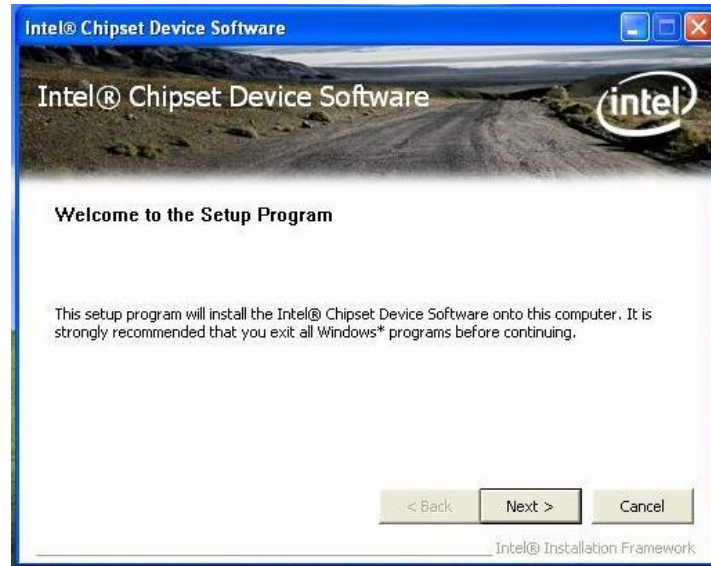 Intel® Chipset Device Software
Intel® Chipset Device Software
intel
Welcome to the Setup Program
This setup program will install the Intel® Chipset Device Software onto this computer. It is
strongly recommended that you exit all Windows* programs before continuing.
< Back Next > Cancel
Intel® Installation Framework